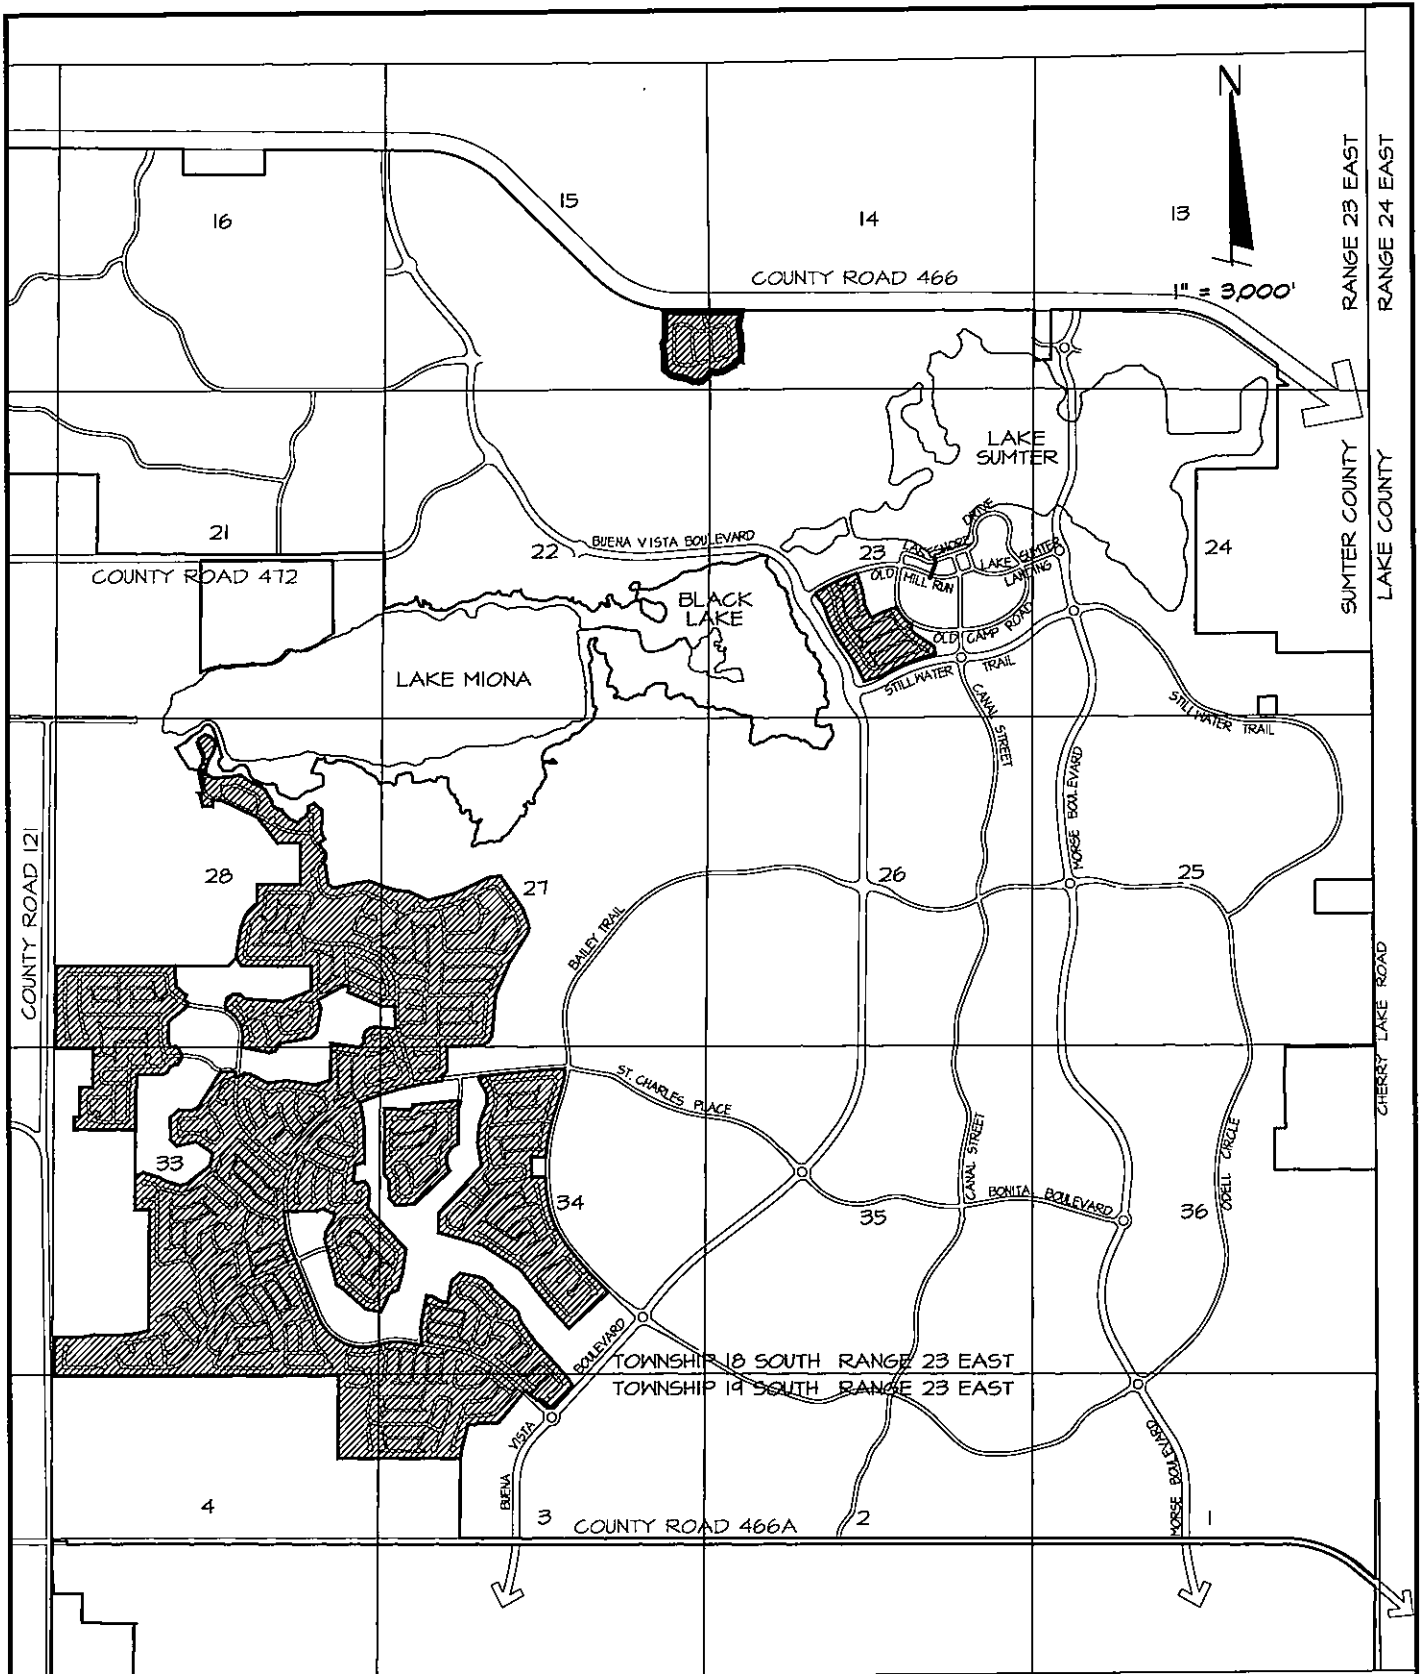 N
RANGE 23 EAST
RANGE 24 EAST
16
15
14
13
COUNTY ROAD 466
1" = 3,000'
LAKE
SUMTER
SUMTER COUNTY
LAKE COUNTY
21
22
BUENA VISTA BOULEVARD
23
LAKESHORE DRIVE
LAKE SUMTER
LANDING
24
COUNTY ROAD 472
OLD MILL RUN
BLACK
LAKE
OLD CAMP ROAD
LAKE MIONA
STILLWATER TRAIL
CANAL STREET
STILLWATER TRAIL
MORSE BOULEVARD
COUNTY ROAD 121
28
27
26
25
BAILEY TRAIL
CHERRY LAKE ROAD
ST. CHARLES PLACE
33
34
35
CANAL STREET
BONITA BOULEVARD
36
ODELL CIRCLE
BUENA VISTA BOULEVARD
TOWNSHIP 18 SOUTH RANGE 23 EAST
TOWNSHIP 19 SOUTH RANGE 23 EAST
MORSE BOULEVARD
4
3
COUNTY ROAD 466A
2
1